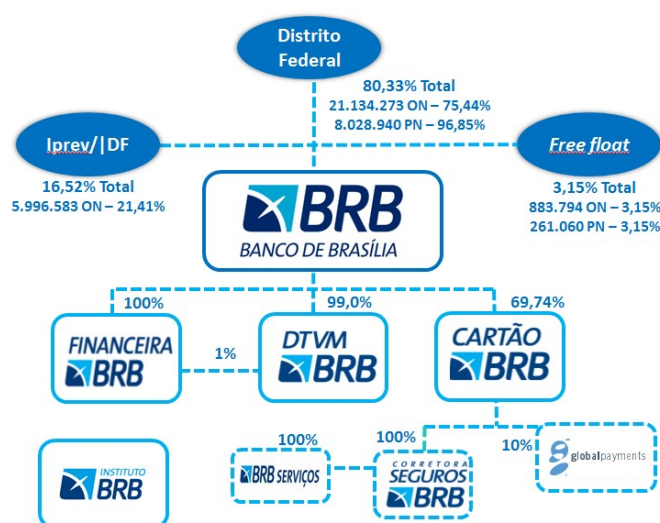 Distrito
Federal
80,33% Total
21.134.273 ON – 75,44%
8.028.940 PN – 96,85%
Iprev/|DF
16,52% Total
5.996.583 ON – 21,41%
Free float
3,15% Total
883.794 ON – 3,15%
261.060 PN – 3,15%
BRB
BANCO DE BRASÍLIA
100%
99,0%
69,74%
FINANCEIRA
BRB
1%
DTVM
BRB
CARTÃO
BRB
INSTITUTO
BRB
100%
BRB SERVIÇOS
100%
CORRETORA
SEGUROS
BRB
10%
globalpayments